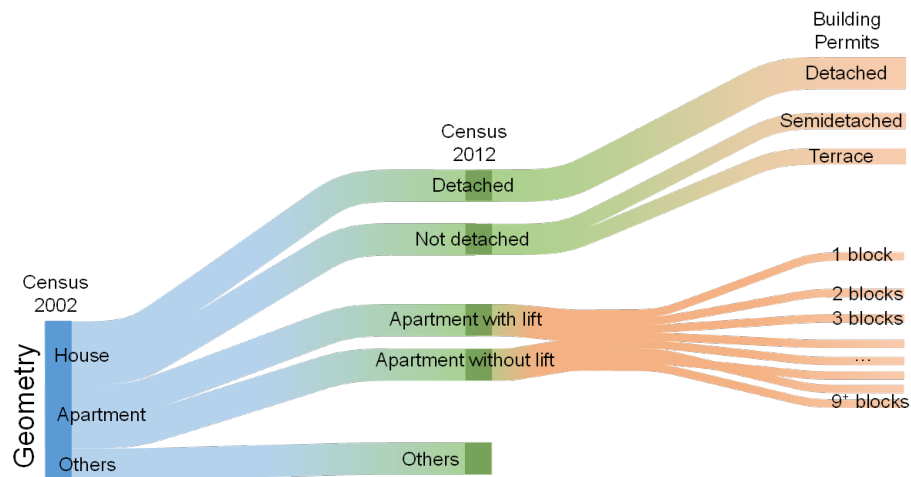 Building
Permits
Detached
Semidetached
Terrace
Census
2012
Detached
Not detached
Apartment with lift
Apartment without lift
Others
1 block
2 blocks
3 blocks
...
9+ blocks
Census
2002
House
Apartment
Others
Geometry